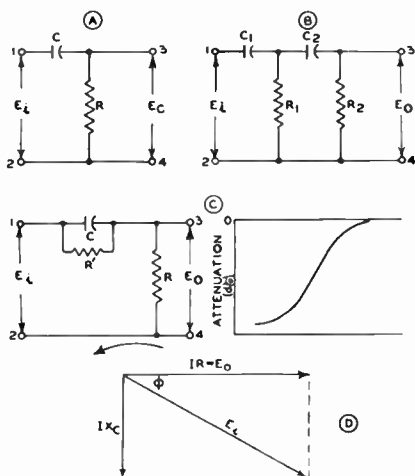 A
B
1
C
3
1
C1
C2
3
Ei
R
EC
Ei
R1
R2
EO
2
4
2
4
C
1
C
3
0
R'
Ei
R
EO
ATTENUATION
(db)
2
4
IR=EO
ϕ
IXC
Ei
D